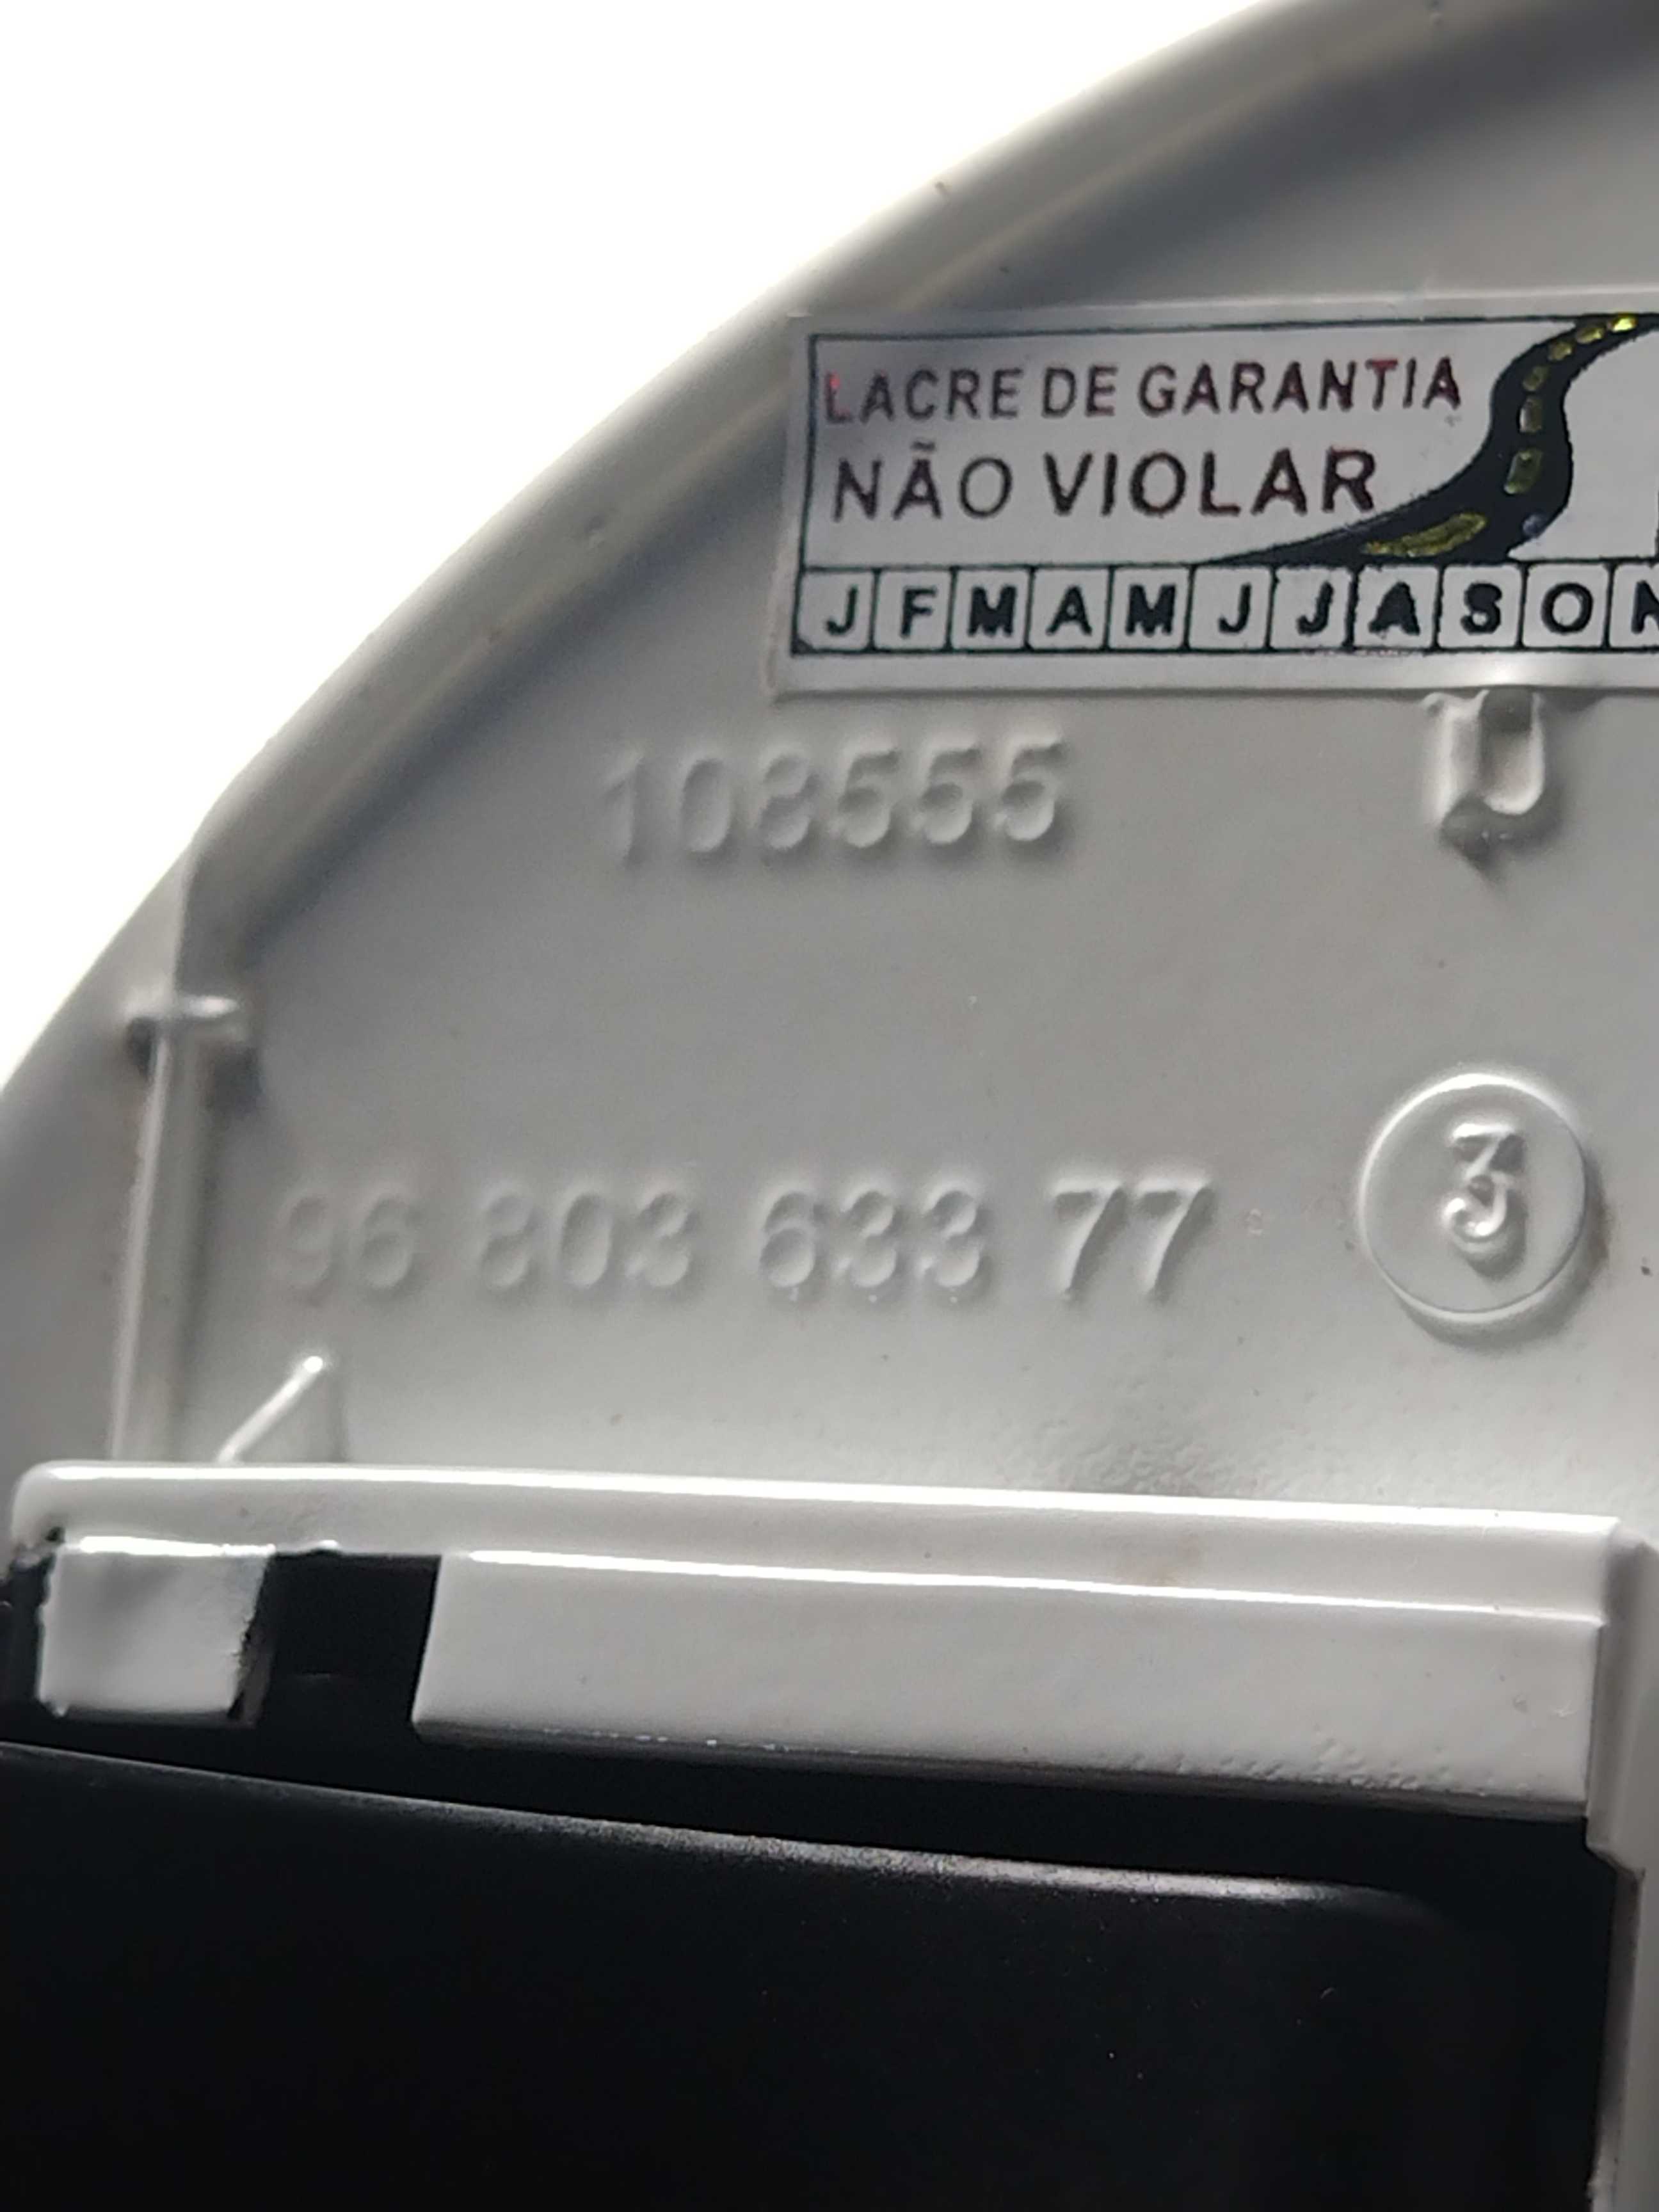 LACRE DE GARANTIA
NÃO VIOLAR
J F M A M J J A S O N
108555
96 803 633 77
3